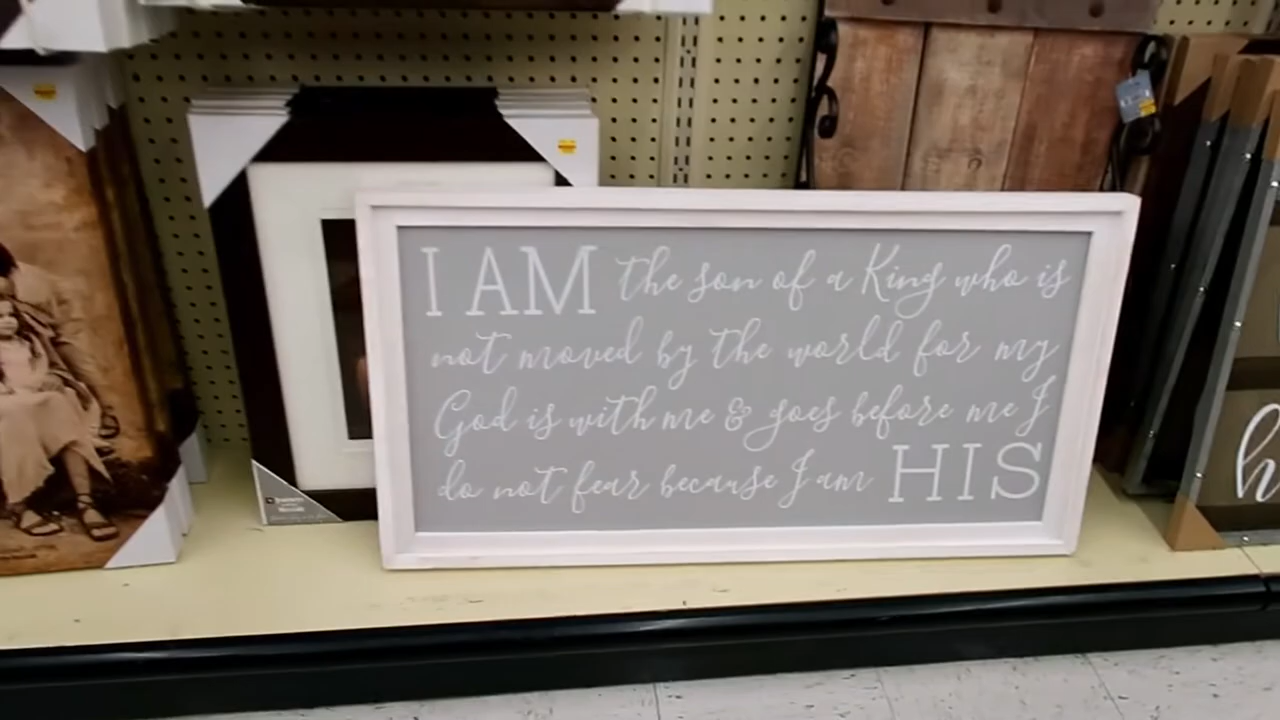 I AM the son of a King who is
not moved by the world for my
God is with me & goes before me I
do not fear because I am HIS
h